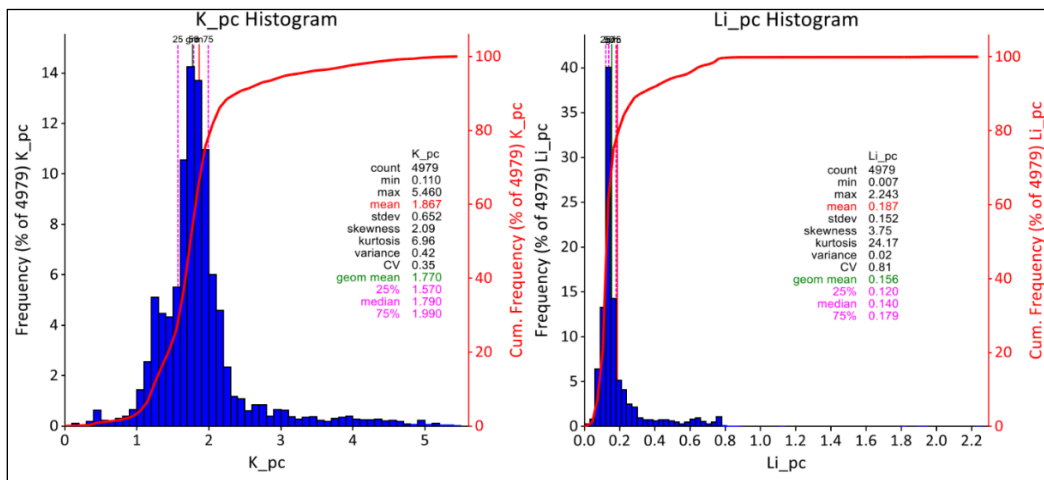 K_pc Histogram
25 50 75
14
12
10
8
6
4
2
0
Frequency (% of 4979) K_pc
0 1 2 3 4 5
K_pc
100
80
60
40
20
0
Cum. Frequency (% of 4979) K_pc
K_pc
count 4979
min 0.110
max 5.460
mean 1.867
stdev 0.652
skewness 2.09
kurtosis 6.96
variance 0.42
CV 0.35
geom mean 1.770
25% 1.570
median 1.790
75% 1.990
Li_pc Histogram
40
35
30
25
20
15
10
5
0
Frequency (% of 4979) Li_pc
0.0 0.2 0.4 0.6 0.8 1.0 1.2 1.4 1.6 1.8 2.0 2.2
Li_pc
100
80
60
40
20
0
Cum. Frequency (% of 4979) Li_pc
Li_pc
count 4979
min 0.007
max 2.243
mean 0.187
stdev 0.152
skewness 3.75
kurtosis 24.17
variance 0.02
CV 0.81
geom mean 0.156
25% 0.120
median 0.140
75% 0.179